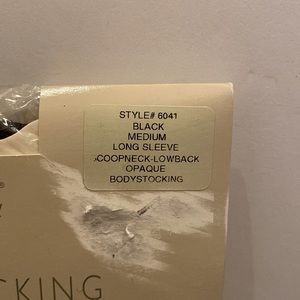 STYLE# 6041
BLACK
MEDIUM
LONG SLEEVE
SCOOPNECK-LOWBACK
OPAQUE
BODYSTOCKING
®
CKING